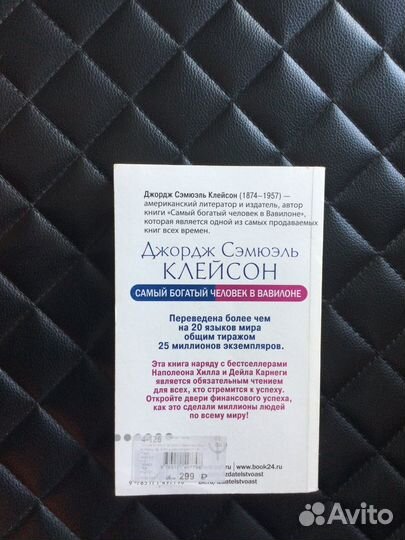 Джордж Сэмюэль Клейсон (1874–1957) —
американский литератор и издатель, автор
книги «Самый богатый человек в Вавилоне»,
которая является одной из самых продаваемых
книг всех времен.
Джордж Сэмюэль
КЛЕЙСОН
САМЫЙ БОГАТЫЙ ЧЕЛОВЕК В ВАВИЛОНЕ
Переведена более чем
на 20 языков мира
общим тиражом
25 миллионов экземпляров.
Эта книга наряду с бестселлерами
Наполеона Хилла и Дейла Карнеги
является обязательным чтением
для всех, кто стремится к успеху.
Откройте двери финансового успеха,
как это сделали миллионы людей
по всему миру!
ru | www.book24.ru
299 ₽
izdatelstvoast
Avito